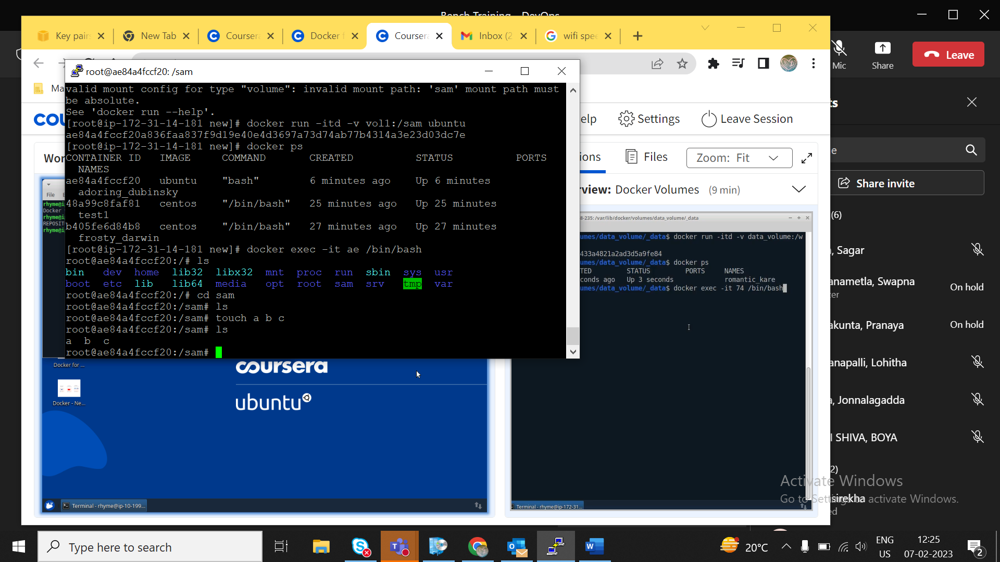 Bench Training - DevOps
Key pairs
New Tab
Coursera
Docker f
Coursera
Inbox (2
wifi spee
Mic
Share
Leave
root@ae84a4fccf20: /sam
Ma
valid mount config for type "volume": invalid mount path: 'sam' mount path must
be absolute.
See 'docker run --help'.
[root@ip-172-31-14-181 new]# docker run -itd -v vol1:/sam ubuntu
ae84a4fccf20a836faa837f9d19e40e4d3697a73d74ab77b4314a3e23d03dc7e
[root@ip-172-31-14-181 new]# docker ps
CONTAINER ID IMAGE COMMAND CREATED STATUS PORTS
NAMES
ae84a4fccf20 ubuntu "bash" 6 minutes ago Up 6 minutes
adoring_dubinsky
48a99c8faf81 centos "/bin/bash" 25 minutes ago Up 25 minutes
test1
b405fe6d84b8 centos "/bin/bash" 27 minutes ago Up 27 minutes
frosty_darwin
[root@ip-172-31-14-181 new]# docker exec -it ae /bin/bash
root@ae84a4fccf20:/# ls
bin dev home lib32 libx32 mnt proc run sbin sys usr
boot etc lib lib64 media opt root sam srv tmp var
root@ae84a4fccf20:/# cd sam
root@ae84a4fccf20:/sam# ls
root@ae84a4fccf20:/sam# touch a b c
root@ae84a4fccf20:/sam# ls
a b c
root@ae84a4fccf20:/sam#
cou
elp
Settings
Leave Session
Wor
ions
Files
Zoom: Fit
rview: Docker Volumes (9 min)
File
rhyme@i
Docker
rhyme@i
REPOSIT
rhyme@i
8-235: /var/lib/docker/volumes/data_volume/_data
umes/data_volume/_data$ docker run -itd -v data_volume:/w
433a4821a2ad3d5a9fe84
umes/data_volume/_data$ docker ps
TED STATUS PORTS NAMES
conds ago Up 3 seconds romantic_kare
umes/data_volume/_data$ docker exec -it 74 /bin/bash
Docker for ...
Docker - Ne...
coursera
ubuntu
Terminal - rhyme@ip-10-199...
Terminal - rhyme@ip-172-31...
ts
e
Share invite
(6)
, Sagar
anametla, Swapna
zer
On hold
akunta, Pranaya
On hold
anapalli, Lohitha
a, Jonnalagadda
I SHIVA, BOYA
2)
sirekha
ed
Activate Windows
Go to Settings to activate Windows.
Type here to search
20°C
ENG
US
12:25
07-02-2023
2